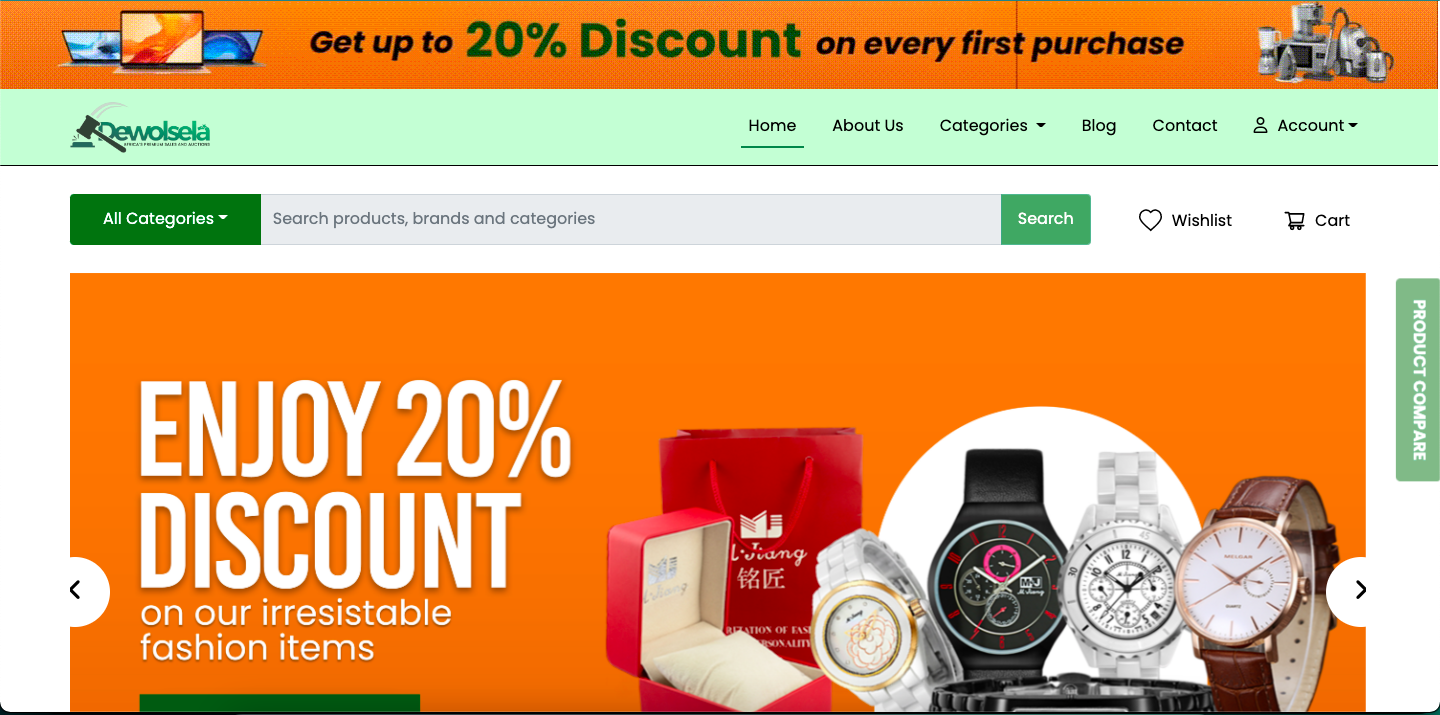 Get up to 20% Discount on every first purchase
Dewolsela
AFRICA'S PREMIUM SALES AND AUCTIONS
Home
About Us
Categories
Blog
Contact
Account
All Categories
Search products, brands and categories
Search
Wishlist
Cart
PRODUCT COMPARE
ENJOY 20%
DISCOUNT
on our irresistable
fashion items
铭匠
M·J
45
12